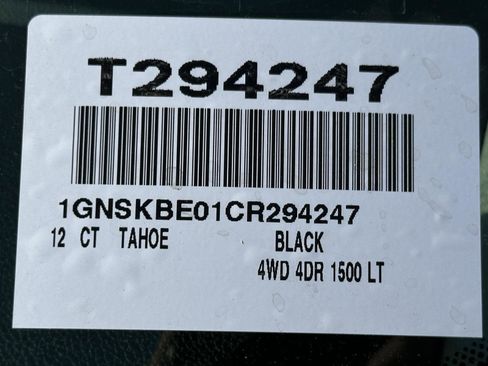 T294247
1GNSKBE01CR294247
12 CT TAHOE BLACK
4WD 4DR 1500 LT